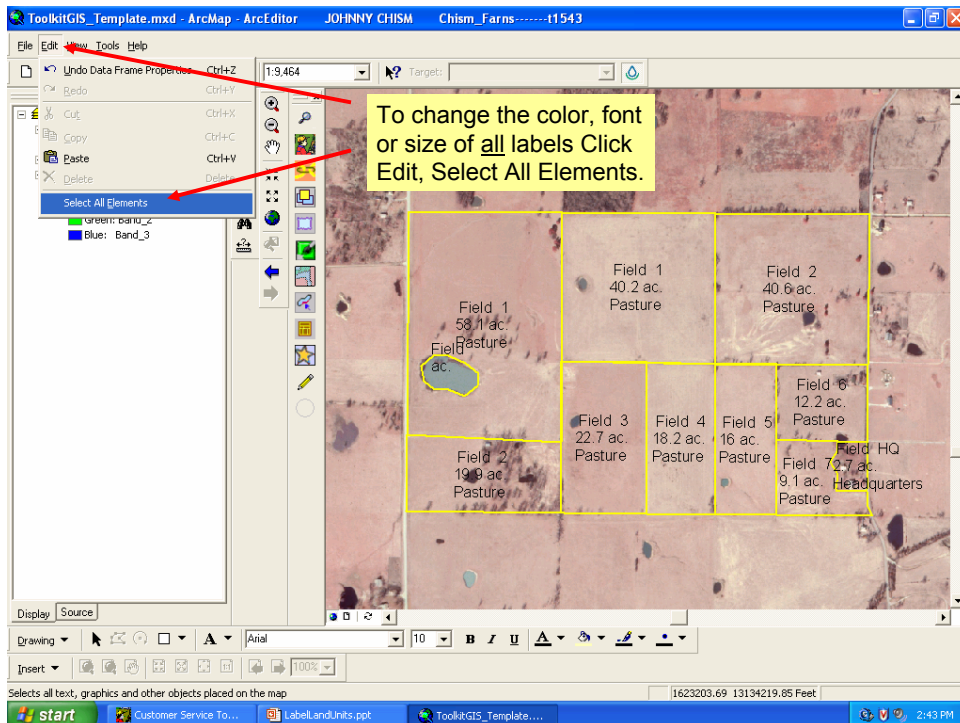 ToolkitGIS_Template.mxd - ArcMap - ArcEditor JOHNNY CHISM Chism_Farns-------t1543
File Edit View Tools Help
Undo Data Frame Properties Ctrl+Z
Redo Ctrl+Y
Cut Ctrl+X
Copy Ctrl+C
Paste Ctrl+V
Delete Delete
Select All Elements
1:9,464
Target:
To change the color, font
or size of all labels Click
Edit, Select All Elements.
Green: Band_2
Blue: Band_3
Field 1
58.1 ac.
Pasture
Field
ac.
Field 2
19.9 ac.
Pasture
Field 1
40.2 ac.
Pasture
Field 2
40.6 ac.
Pasture
Field 3
22.7 ac.
Pasture
Field 4
18.2 ac.
Pasture
Field 5
16 ac.
Pasture
Field 6
12.2 ac.
Pasture
Field 7
9.1 ac.
Pasture
Field HQ
2.7 ac.
Headquarters
Display Source
Drawing A Arial 10 B I U A
Insert 100%
Selects all text, graphics and other objects placed on the map 1623203.69 13134219.85 Feet
start Customer Service To... LabelLandUnits.ppt ToolkitGIS_Template.... 2:43 PM